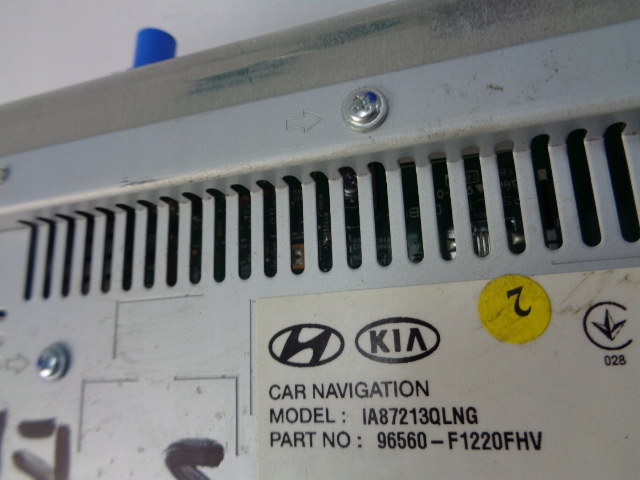 KIA
2
028
CAR NAVIGATION
MODEL : IA87213QLNG
PART NO : 96560-F1220FHV